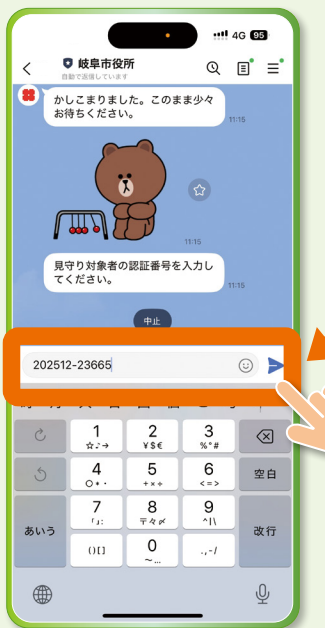 4G 95
岐阜市役所
自動で返信しています
かしこまりました。このまま少々
お待ちください。
11:15
11:15
見守り対象者の認証番号を入力し
てください。
11:15
中止
202512-23665
1
☆♪→
2
¥$€
3
%°#
4
○*・
5
+×÷
6
<=>
空白
あいう
7
「」:
8
〒々〆
9
^|\
改行
()[]
0
~…
.,-/